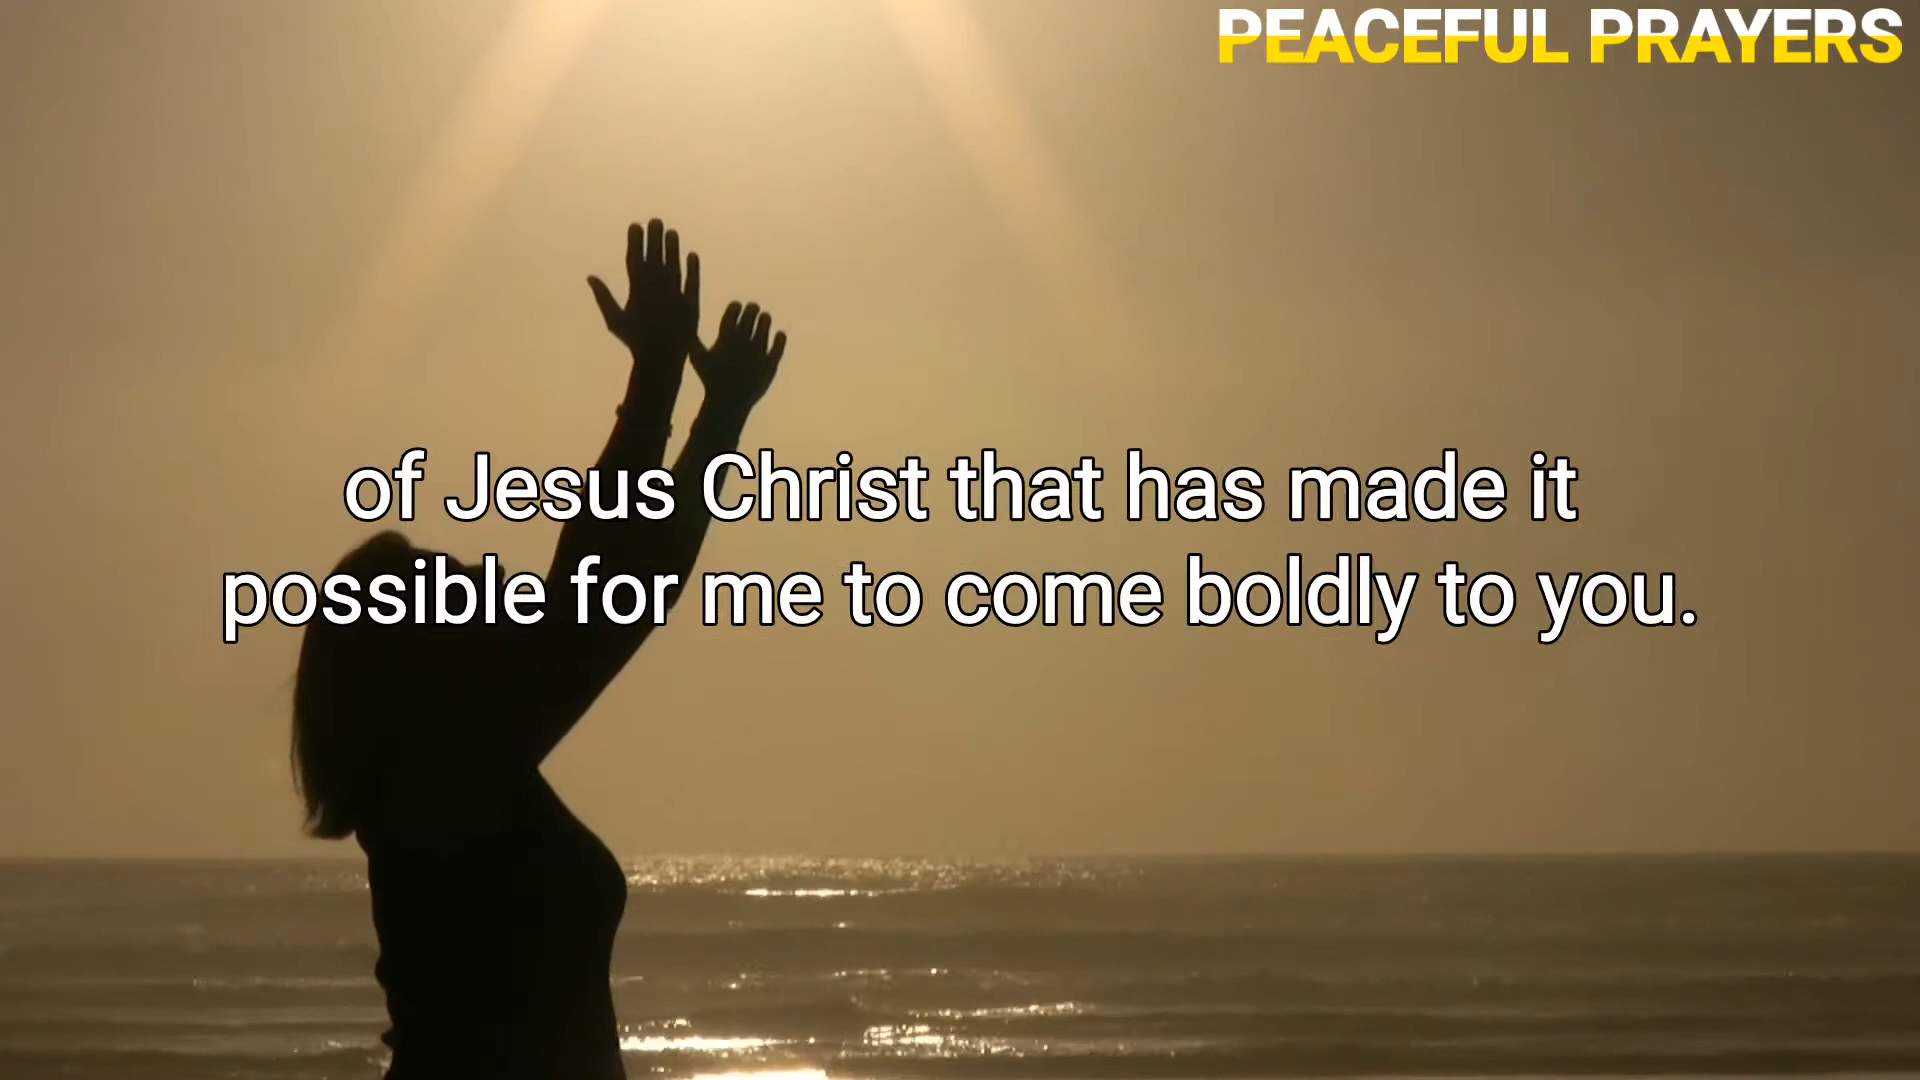 PEACEFUL PRAYERS
of Jesus Christ that has made it
possible for me to come boldly to you.